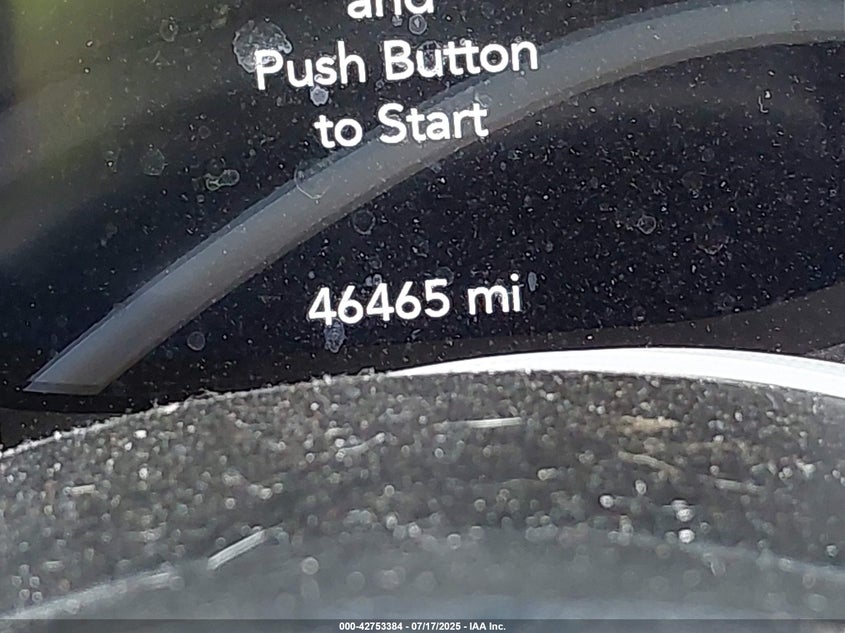 and
Push Button
to Start
46465 mi
000-42753384 - 07/17/2025 - IAA Inc.